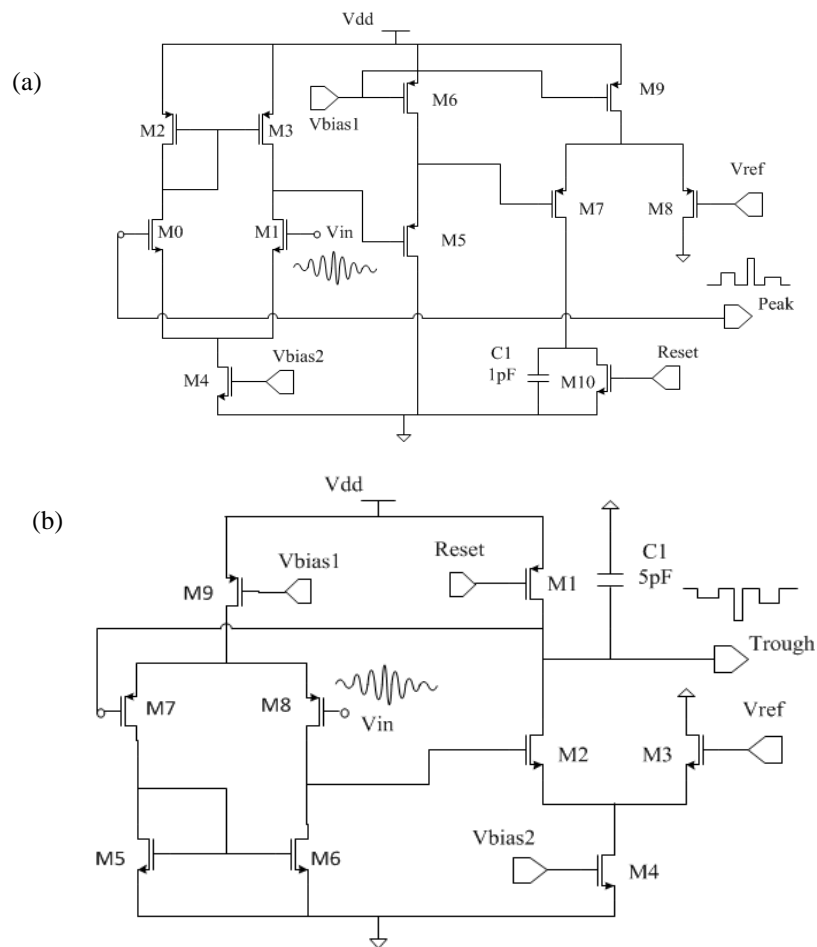 (a)
Vdd
M2
M3
Vbias1
M6
M9
Vref
M0
M1
Vin
M5
M7
M8
Peak
M4
Vbias2
C1
1pF
M10
Reset
(b)
Vdd
M9
Vbias1
Reset
M1
C1
5pF
Trough
M7
M8
Vin
M2
M3
Vref
M5
M6
Vbias2
M4